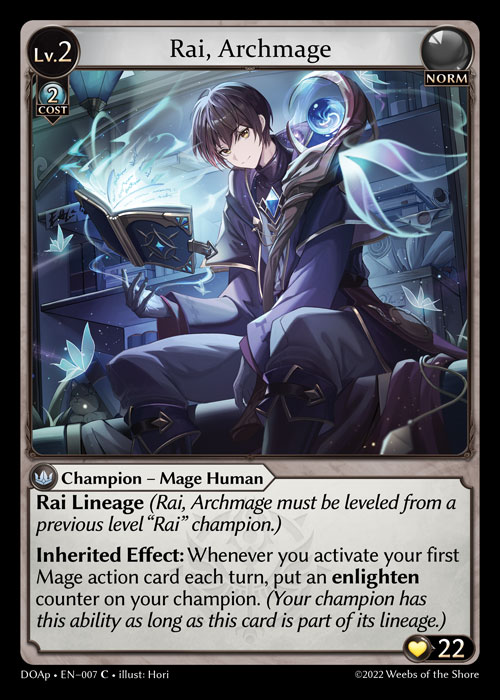 Lv.2
Rai, Archmage
NORM
2
COST
Champion – Mage Human
Rai Lineage (Rai, Archmage must be leveled from a
previous level “Rai” champion.)
Inherited Effect: Whenever you activate your first
Mage action card each turn, put an enlighten
counter on your champion. (Your champion has
this ability as long as this card is part of its lineage.)
22
DOAp • EN–007 C • illust: Hori
©2022 Weebs of the Shore